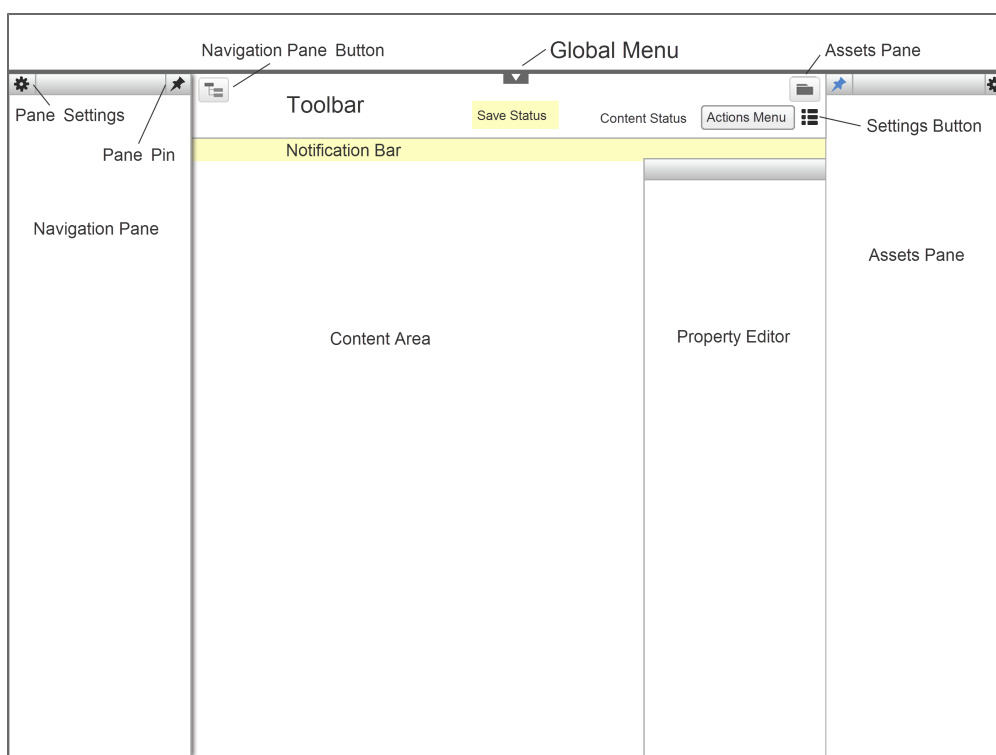 Navigation Pane Button
Global Menu
Assets Pane
Pane Settings
Toolbar
Save Status
Content Status
Actions Menu
Settings Button
Pane Pin
Notification Bar
Navigation Pane
Assets Pane
Content Area
Property Editor